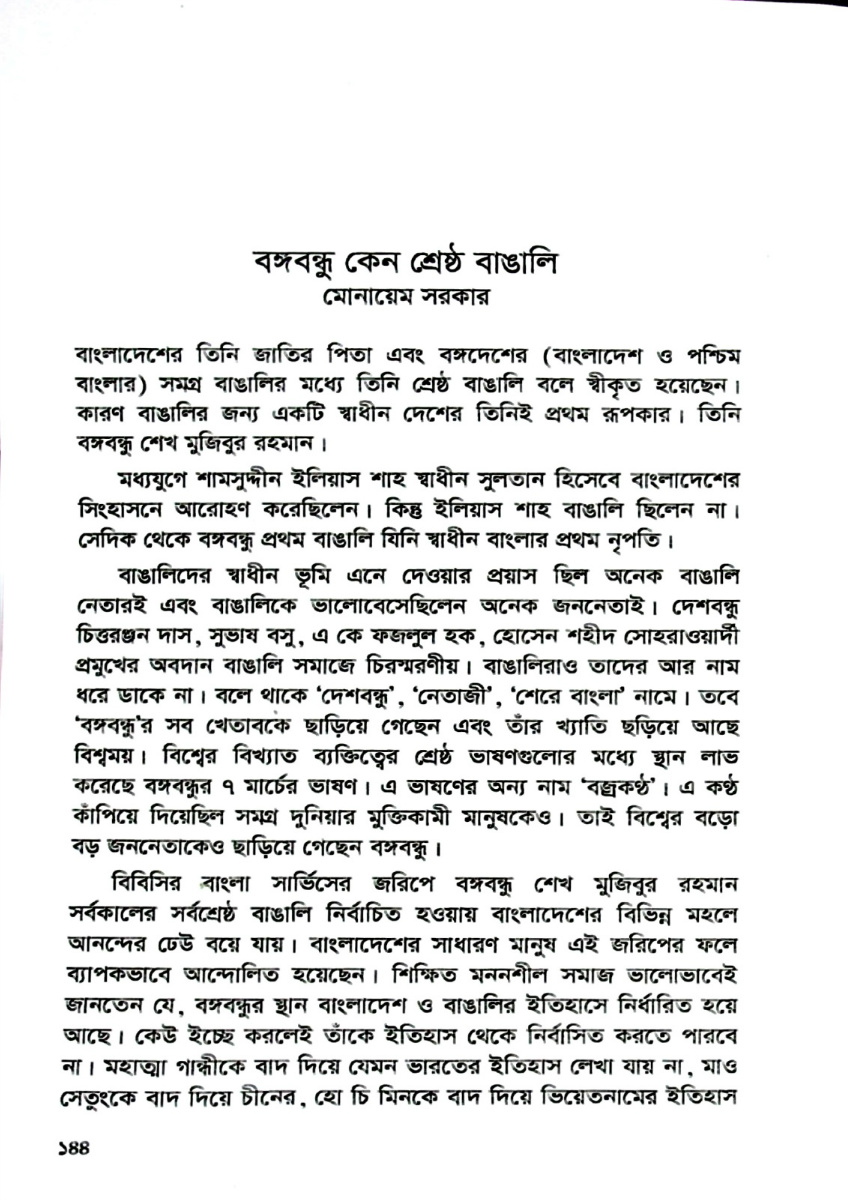 বঙ্গবন্ধু কেন শ্রেষ্ঠ বাঙালি
মোনায়েম সরকার
বাংলাদেশের তিনি জাতির পিতা এবং বঙ্গদেশের (বাংলাদেশ ও পশ্চিম
বাংলার) সমগ্র বাঙালির মধ্যে তিনি শ্রেষ্ঠ বাঙালি বলে স্বীকৃত হয়েছেন।
কারণ বাঙালির জন্য একটি স্বাধীন দেশের তিনিই প্রথম রূপকার। তিনি
বঙ্গবন্ধু শেখ মুজিবুর রহমান।
মধ্যযুগে শামসুদ্দীন ইলিয়াস শাহ স্বাধীন সুলতান হিসেবে বাংলাদেশের
সিংহাসনে আরোহণ করেছিলেন। কিন্তু ইলিয়াস শাহ বাঙালি ছিলেন না।
সেদিক থেকে বঙ্গবন্ধু প্রথম বাঙালি যিনি স্বাধীন বাংলার প্রথম নৃপতি।
বাঙালিদের স্বাধীন ভূমি এনে দেওয়ার প্রয়াস ছিল অনেক বাঙালি
নেতারই এবং বাঙালিকে ভালোবেসেছিলেন অনেক জননেতাই। দেশবন্ধু
চিত্তরঞ্জন দাস, সুভাষ বসু, এ কে ফজলুল হক, হোসেন শহীদ সোহরাওয়ার্দী
প্রমুখের অবদান বাঙালি সমাজে চিরস্মরণীয়। বাঙালিরাও তাদের আর নাম
ধরে ডাকে না। বলে থাকে ‘দেশবন্ধু’, ‘নেতাজী’, ‘শেরে বাংলা’ নামে। তবে
‘বঙ্গবন্ধু’র সব খেতাবকে ছাড়িয়ে গেছেন এবং তাঁর খ্যাতি ছড়িয়ে আছে
বিশ্বময়। বিশ্বের বিখ্যাত ব্যক্তিত্বের শ্রেষ্ঠ ভাষণগুলোর মধ্যে স্থান লাভ
করেছে বঙ্গবন্ধুর ৭ মার্চের ভাষণ। এ ভাষণের অন্য নাম ‘বজ্রকণ্ঠ’। এ কণ্ঠ
কাঁপিয়ে দিয়েছিল সমগ্র দুনিয়ার মুক্তিকামী মানুষকেও। তাই বিশ্বের বড়ো
বড় জননেতাকেও ছাড়িয়ে গেছেন বঙ্গবন্ধু।
বিবিসির বাংলা সার্ভিসের জরিপে বঙ্গবন্ধু শেখ মুজিবুর রহমান
সর্বকালের সর্বশ্রেষ্ঠ বাঙালি নির্বাচিত হওয়ায় বাংলাদেশের বিভিন্ন মহলে
আনন্দের ঢেউ বয়ে যায়। বাংলাদেশের সাধারণ মানুষ এই জরিপের ফলে
ব্যাপকভাবে আন্দোলিত হয়েছেন। শিক্ষিত মননশীল সমাজ ভালোভাবেই
জানতেন যে, বঙ্গবন্ধুর স্থান বাংলাদেশ ও বাঙালির ইতিহাসে নির্ধারিত হয়ে
আছে। কেউ ইচ্ছে করলেই তাঁকে ইতিহাস থেকে নির্বাসিত করতে পারবে
না। মহাত্মা গান্ধীকে বাদ দিয়ে যেমন ভারতের ইতিহাস লেখা যায় না, মাও
সেতুংকে বাদ দিয়ে চীনের, হো চি মিনকে বাদ দিয়ে ভিয়েতনামের ইতিহাস
১৪৪